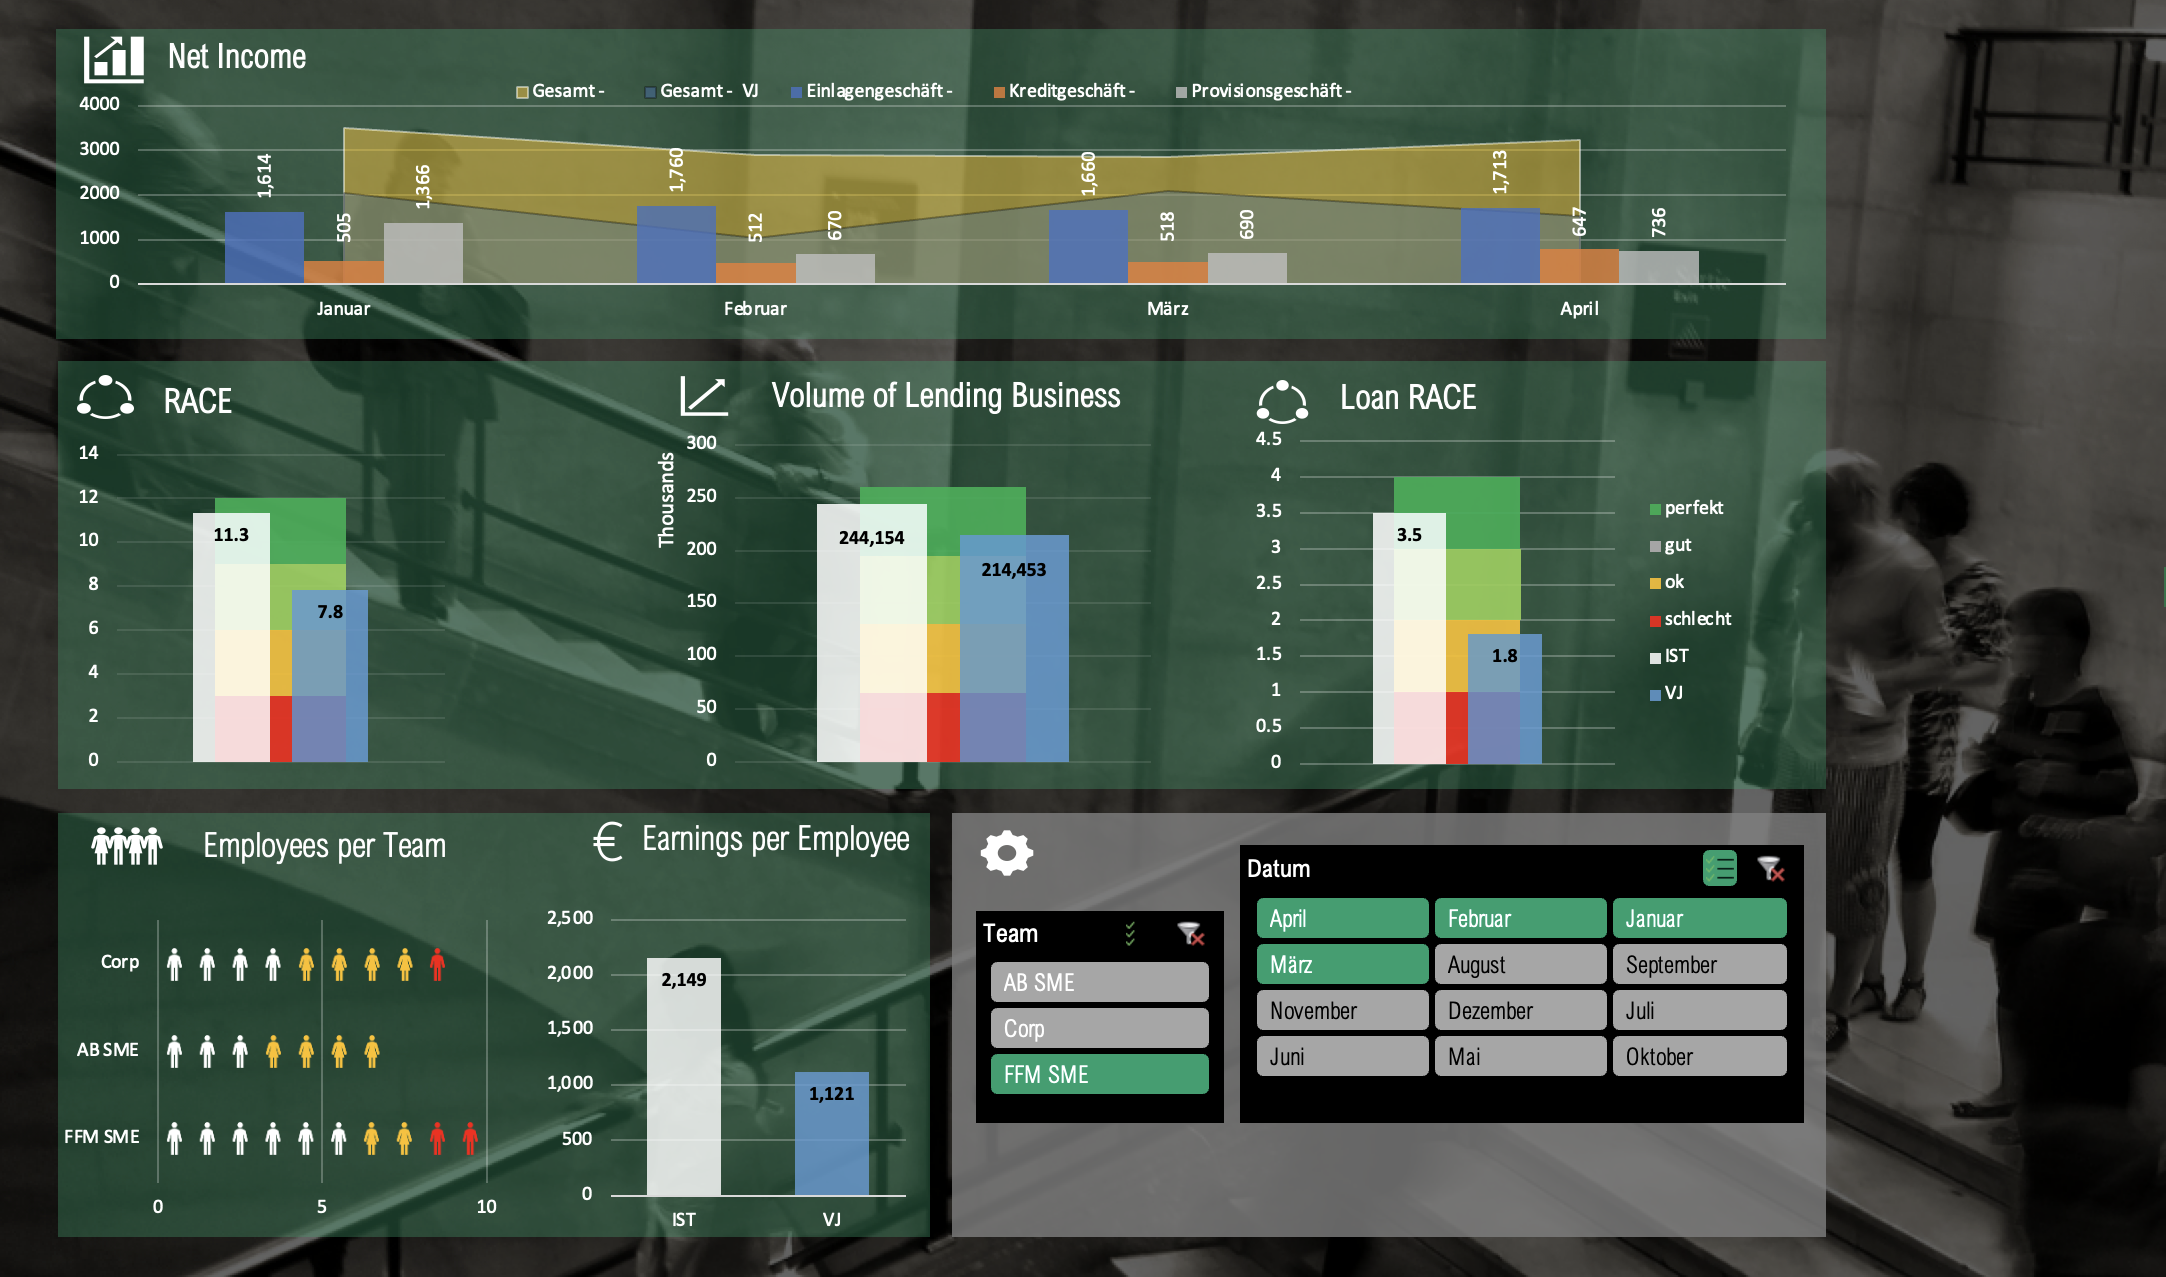 Net Income
Gesamt - Gesamt - VJ Einlagengeschäft - Kreditgeschäft - Provisionsgeschäft -
4000
3000
2000
1000
0
1,614 505 1,366 1,760 512 670 1,660 518 690 1,713 647 736
Januar Februar März April
RACE
14
12
10
8
6
4
2
0
11.3
7.8
Volume of Lending Business
Thousands
300
250
200
150
100
50
0
244,154
214,453
Loan RACE
4.5
4
3.5
3
2.5
2
1.5
1
0.5
0
3.5
1.8
perfekt
gut
ok
schlecht
IST
VJ
Employees per Team
Corp
AB SME
FFM SME
0 5 10
€ Earnings per Employee
2,500
2,000
1,500
1,000
500
0
2,149
1,121
IST VJ
Team
AB SME
Corp
FFM SME
Datum
April Februar Januar
März August September
November Dezember Juli
Juni Mai Oktober